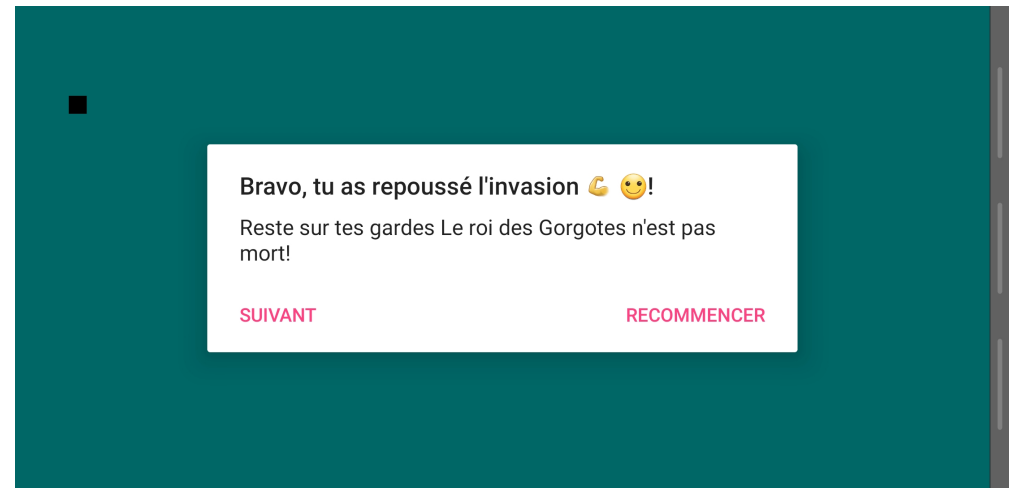 Bravo, tu as repoussé l'invasion 💪 🙂!
Reste sur tes gardes Le roi des Gorgotes n'est pas
mort!
SUIVANT
RECOMMENCER